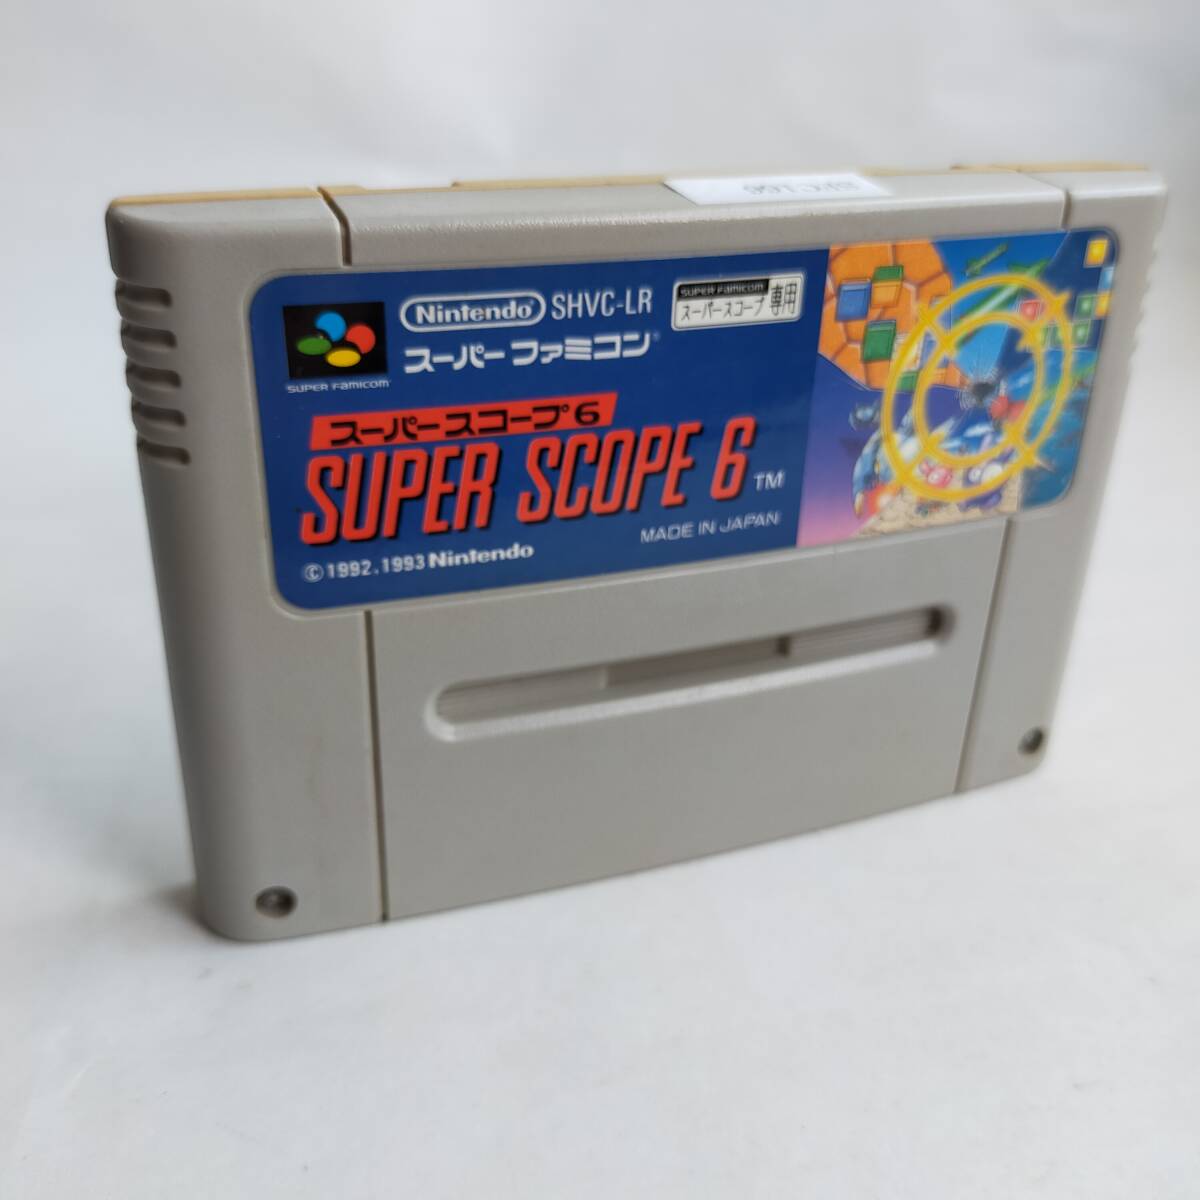 Nintendo SHVC-LR
スーパーファミコン
SUPER Famicom
スーパースコープ 専用
SUPER Famicom
スーパースコープ6
SUPER SCOPE 6 TM
MADE IN JAPAN
© 1992.1993 Nintendo